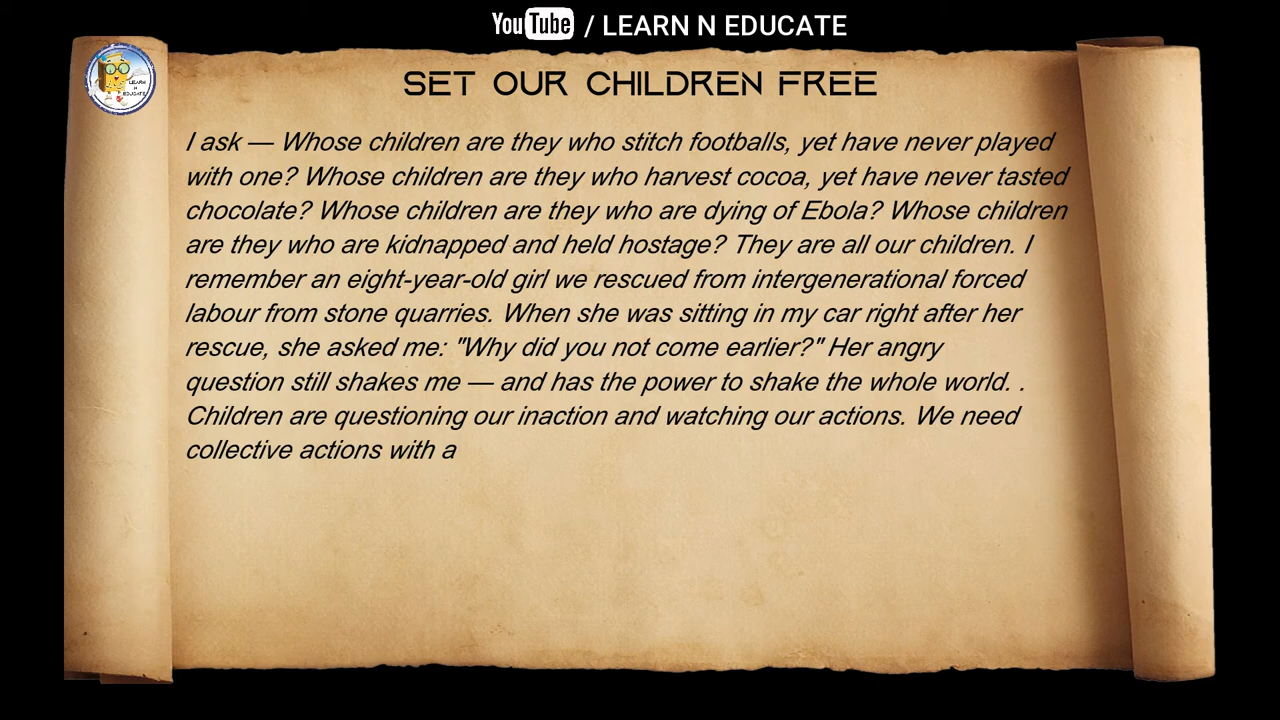 YouTube / LEARN N EDUCATE
LEARN
N
EDUCATE
SET OUR CHILDREN FREE
I ask — Whose children are they who stitch footballs, yet have never played
with one? Whose children are they who harvest cocoa, yet have never tasted
chocolate? Whose children are they who are dying of Ebola? Whose children
are they who are kidnapped and held hostage? They are all our children. I
remember an eight-year-old girl we rescued from intergenerational forced
labour from stone quarries. When she was sitting in my car right after her
rescue, she asked me: "Why did you not come earlier?" Her angry
question still shakes me — and has the power to shake the whole world. .
Children are questioning our inaction and watching our actions. We need
collective actions with a